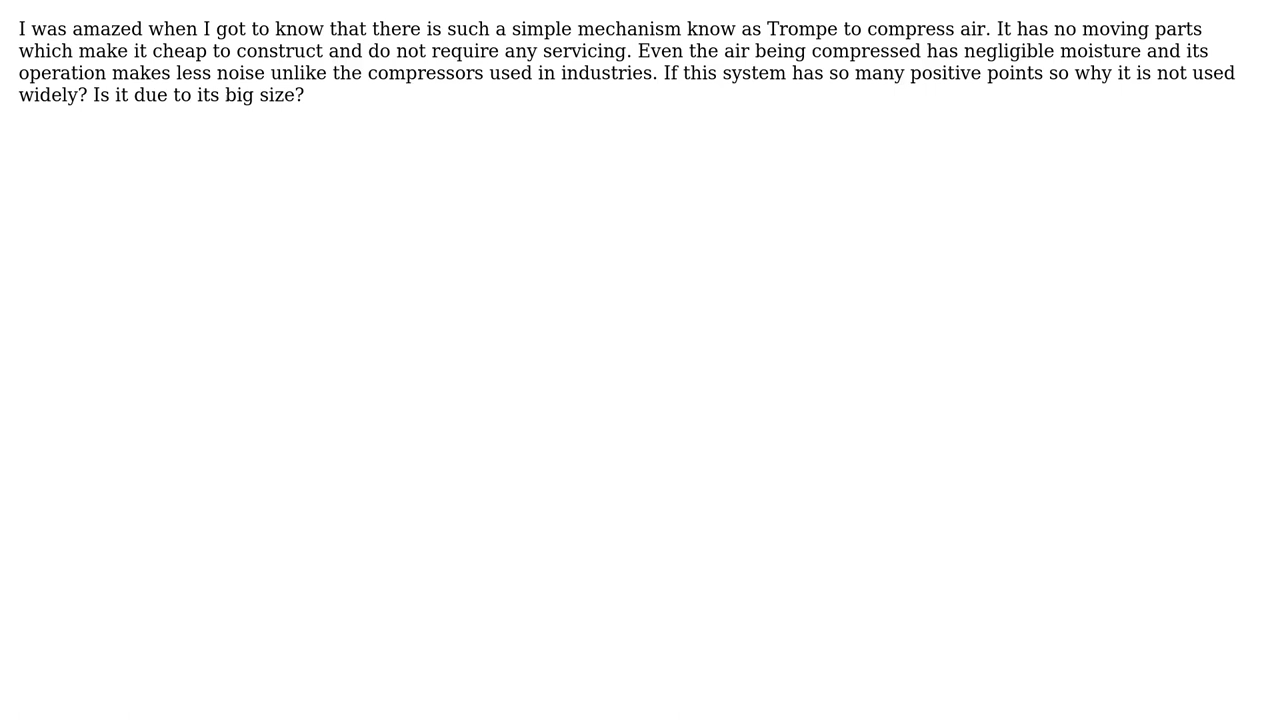 I was amazed when I got to know that there is such a simple mechanism know as Trompe to compress air. It has no moving parts
which make it cheap to construct and do not require any servicing. Even the air being compressed has negligible moisture and its
operation makes less noise unlike the compressors used in industries. If this system has so many positive points so why it is not used
widely? Is it due to its big size?